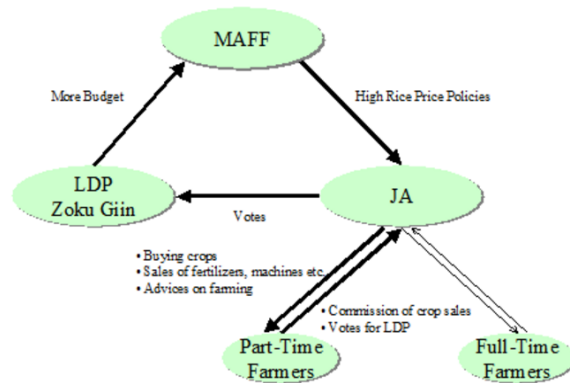 MAFF
More Budget
High Rice Price Policies
LDP
Zoku Giin
JA
Votes
• Buying crops
• Sales of fertilizers, machines etc.
• Advices on farming
• Commission of crop sales
• Votes for LDP
Part-Time
Farmers
Full-Time
Farmers